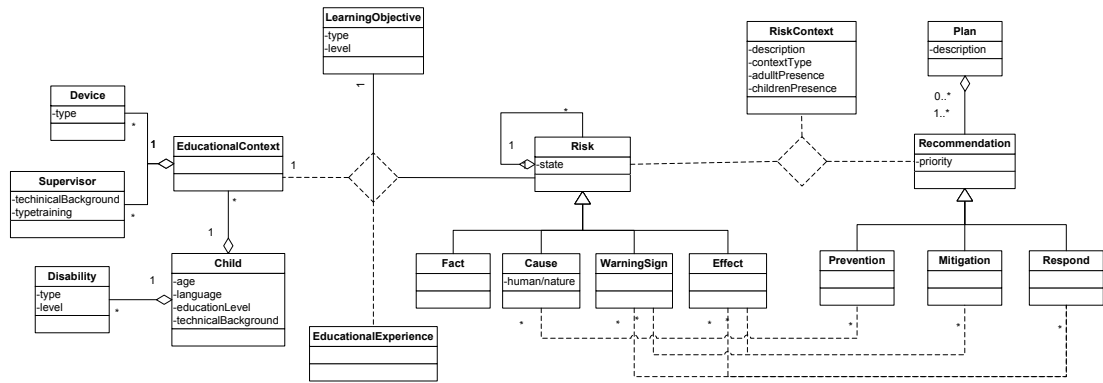 LearningObjective
-type
-level
1
RiskContext
-description
-contextType
-adulltPresence
-childrenPresence
Plan
-description
0..*
1..*
Device
-type
*
1
EducationalContext
1
Supervisor
-techinicalBackground
-typetraining
*
*
1
Risk
-state
*
1
Recommendation
-priority
Disability
-type
-level
1
*
Child
-age
-language
-educationLevel
-technicalBackground
EducationalExperience
Fact
Cause
-human/nature
*
WarningSign
*
*
Effect
*
*
Prevention
*
Mitigation
*
Respond
*